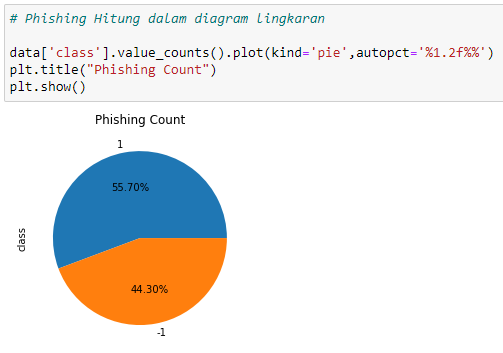 # Phishing Hitung dalam diagram lingkaran
data['class'].value_counts().plot(kind='pie',autopct='%1.2f%%')
plt.title("Phishing Count")
plt.show()
Phishing Count
1
55.70%
class
44.30%
-1